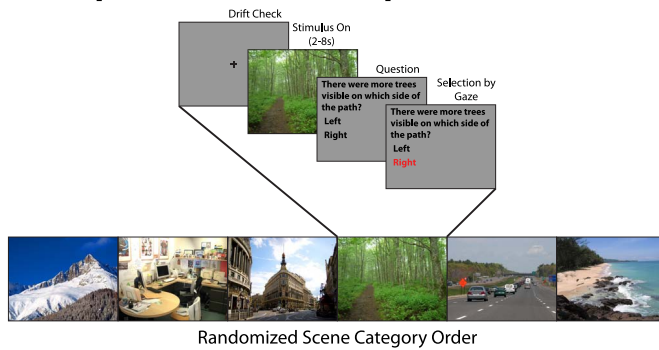 Drift Check
Stimulus On
(2-8s)
Question
Selection by
Gaze
There were more trees
visible on which side of
the path?
Left
Right
There were more trees
visible on which side of
the path?
Left
Right
Randomized Scene Category Order